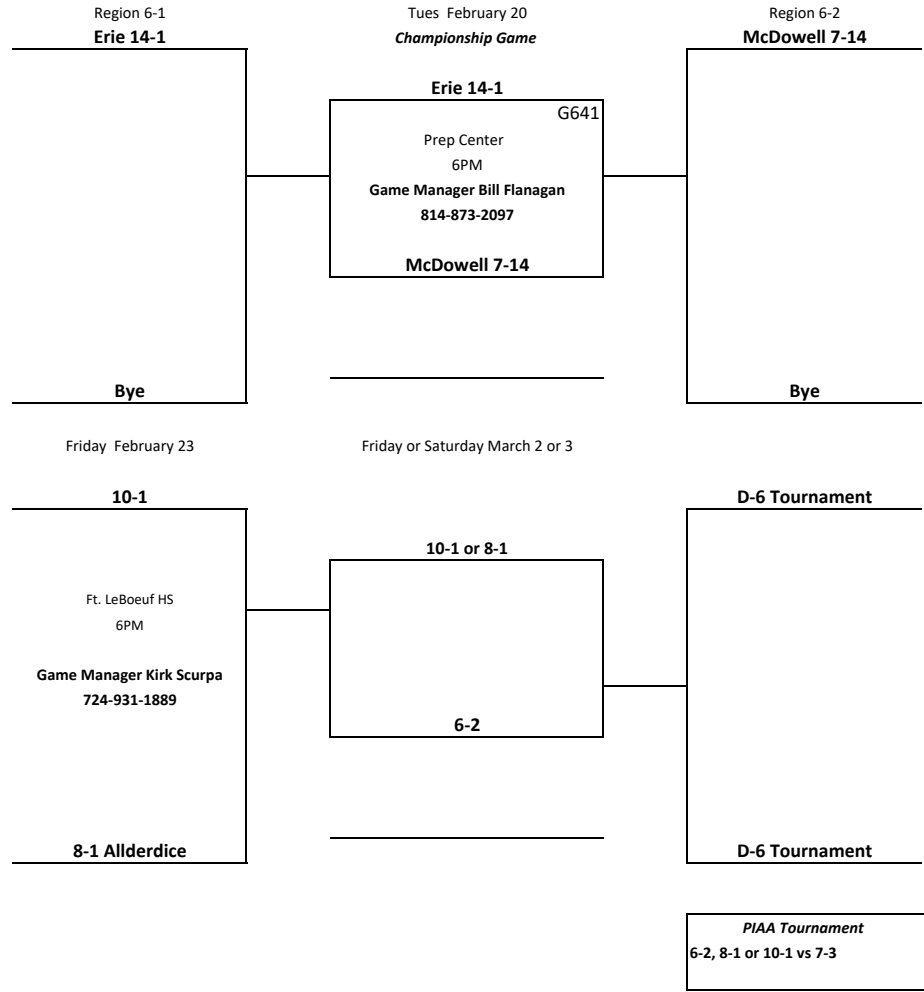 Region 6-1
Tues February 20
Region 6-2
Erie 14-1
Championship Game
McDowell 7-14
Erie 14-1
G641
Prep Center
6PM
Game Manager Bill Flanagan
814-873-2097
McDowell 7-14
Bye
Bye
Friday February 23
Friday or Saturday March 2 or 3
10-1
D-6 Tournament
10-1 or 8-1
Ft. LeBoeuf HS
6PM
Game Manager Kirk Scurpa
724-931-1889
6-2
8-1 Allderdice
D-6 Tournament
PIAA Tournament
6-2, 8-1 or 10-1 vs 7-3